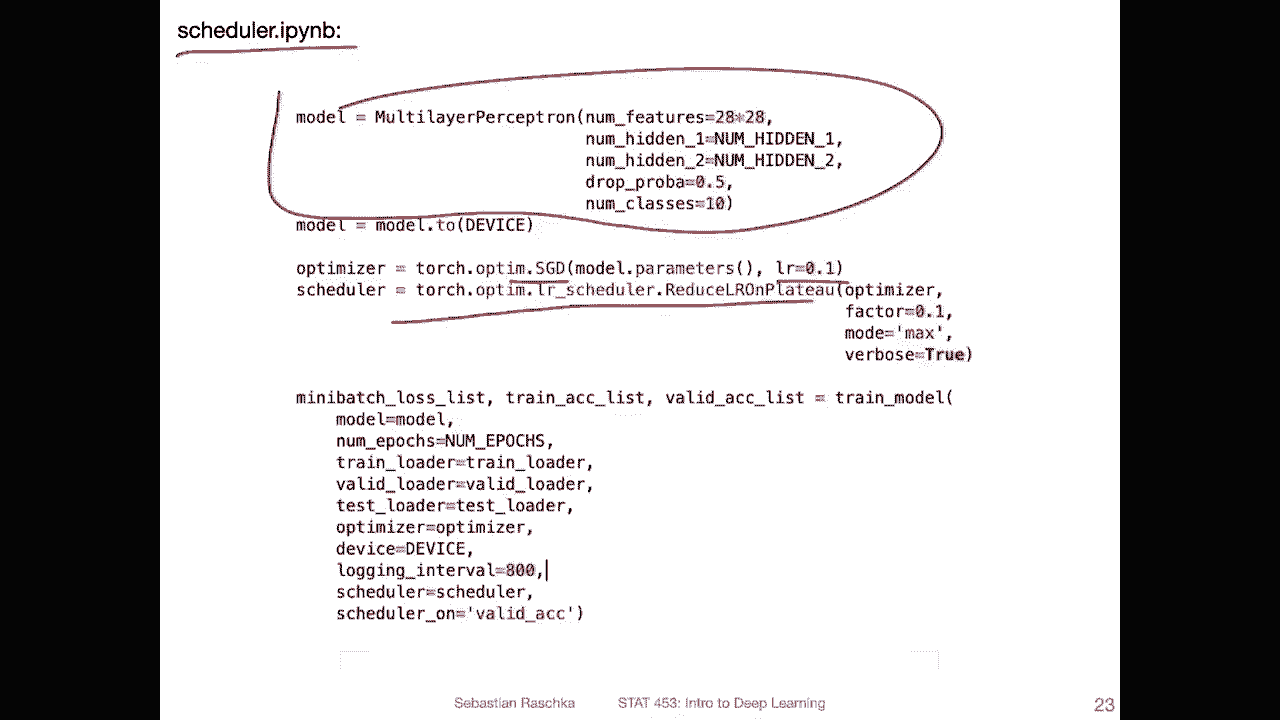 scheduler.ipynb:
model = MultilayerPerceptron(num_features=28*28,
num_hidden_1=NUM_HIDDEN_1,
num_hidden_2=NUM_HIDDEN_2,
drop_proba=0.5,
num_classes=10)
model = model.to(DEVICE)
optimizer = torch.optim.SGD(model.parameters(), lr=0.1)
scheduler = torch.optim.lr_scheduler.ReduceLROnPlateau(optimizer,
factor=0.1,
mode='max',
verbose=True)
minibatch_loss_list, train_acc_list, valid_acc_list = train_model(
model=model,
num_epochs=NUM_EPOCHS,
train_loader=train_loader,
valid_loader=valid_loader,
test_loader=test_loader,
optimizer=optimizer,
device=DEVICE,
logging_interval=800,
scheduler=scheduler,
scheduler_on='valid_acc')
Sebastian Raschka STAT 453: Intro to Deep Learning 23